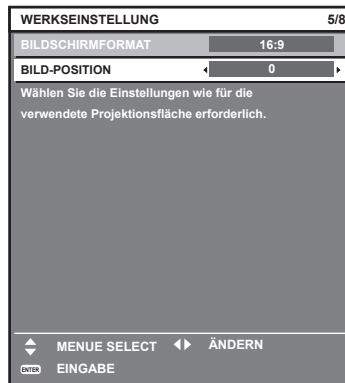 WERKSEINSTELLUNG 5/8
BILDSCHIRMFORMAT 16:9
BILD-POSITION 0
Wählen Sie die Einstellungen wie für die
verwendete Projektionsfläche erforderlich.
MENUE SELECT ÄNDERN
ENTER EINGABE